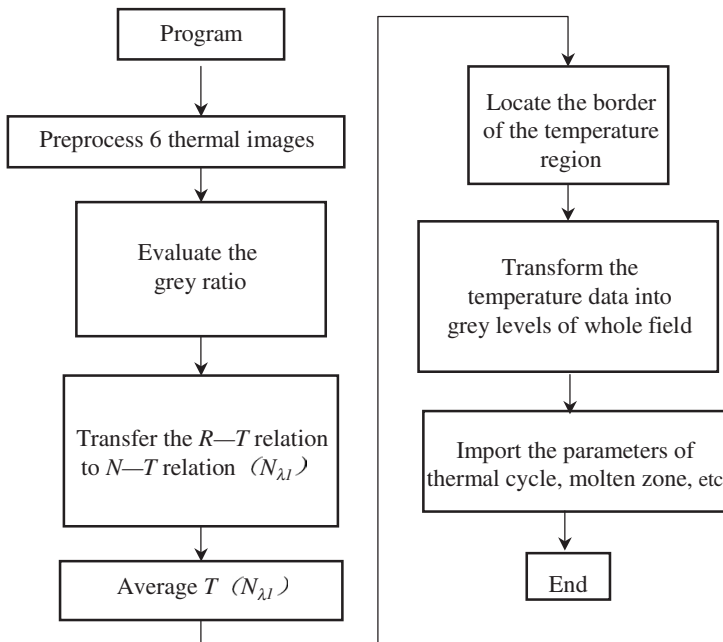 Program
Preprocess 6 thermal images
Evaluate the
grey ratio
Transfer the R—T relation
to N—T relation (Nλ1)
Average T (Nλ1)
Locate the border
of the temperature
region
Transform the
temperature data into
grey levels of whole field
Import the parameters of
thermal cycle, molten zone, etc
End